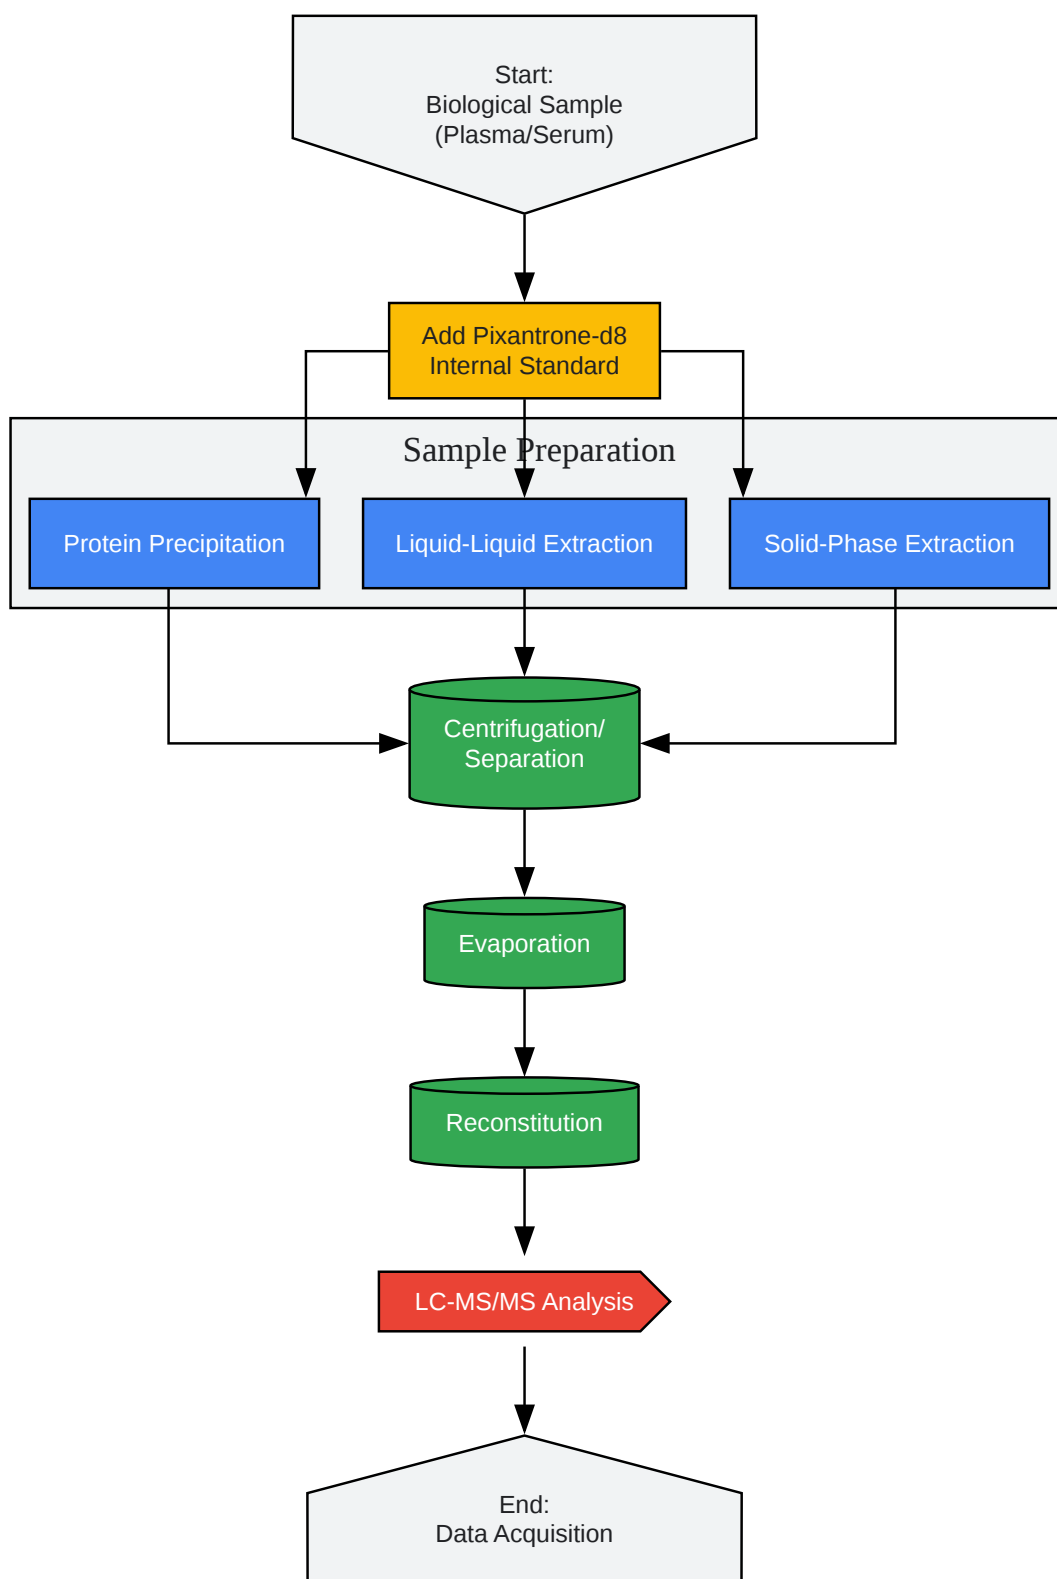 Start:
Biological Sample
(Plasma/Serum)
Add Pixantrone-d8
Internal Standard
Sample Preparation
Protein Precipitation
Liquid-Liquid Extraction
Solid-Phase Extraction
Centrifugation/
Separation
Evaporation
Reconstitution
LC-MS/MS Analysis
End:
Data Acquisition